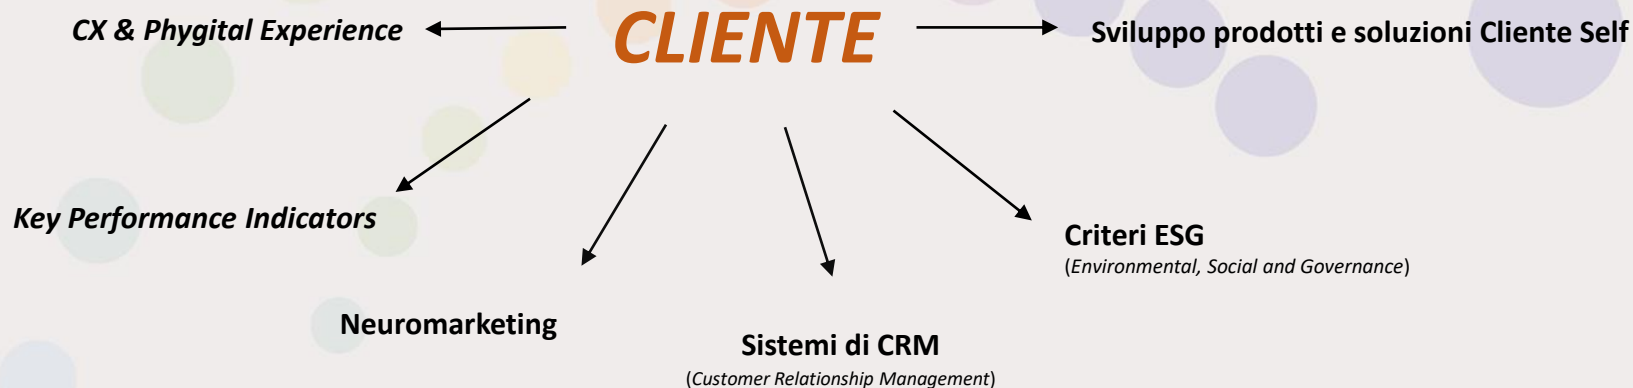 CLIENTE
CX & Phygital Experience
Sviluppo prodotti e soluzioni Cliente Self
Key Performance Indicators
Criteri ESG
(Environmental, Social and Governance)
Neuromarketing
Sistemi di CRM
(Customer Relationship Management)